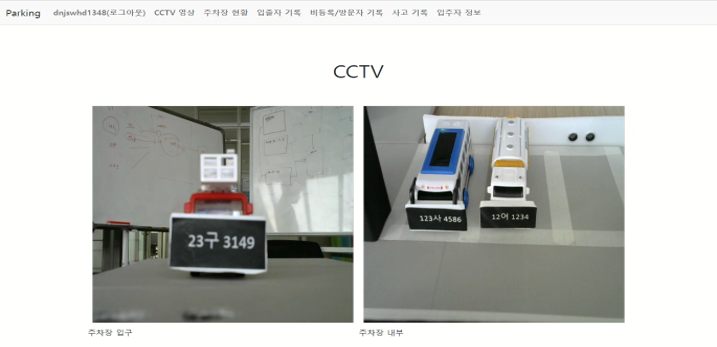 Parking dnjswhd1348(로그아웃) CCTV 영상 주차장 현황 입출자 기록 비등록/방문자 기록 사고 기록 입주자 정보
CCTV
23구 3149
123사 4586
12여 1234
주차장 입구
주차장 내부